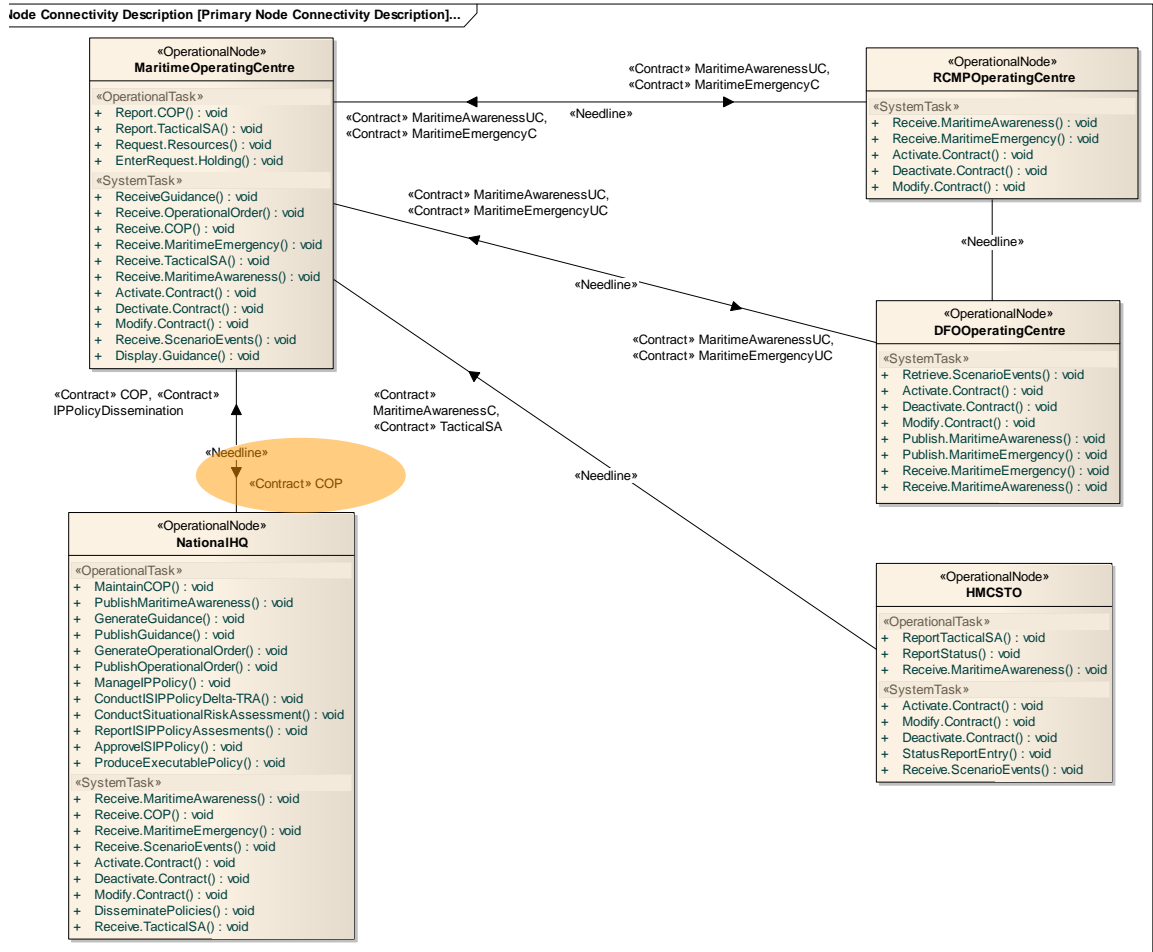 Node Connectivity Description [Primary Node Connectivity Description]...
«OperationalNode»
MaritimeOperatingCentre
«OperationalTask»
+ Report.COP() : void
+ Report.TacticalSA() : void
+ Request.Resources() : void
+ EnterRequest.Holding() : void
«SystemTask»
+ ReceiveGuidance() : void
+ Receive.OperationalOrder() : void
+ Receive.COP() : void
+ Receive.MaritimeEmergency() : void
+ Receive.TacticalSA() : void
+ Receive.MaritimeAwareness() : void
+ Activate.Contract() : void
+ Dectivate.Contract() : void
+ Modify.Contract() : void
+ Receive.ScenarioEvents() : void
+ Display.Guidance() : void
«Contract» MaritimeAwarenessUC,
«Contract» MaritimeEmergencyC
«Needline»
«Contract» MaritimeAwarenessUC,
«Contract» MaritimeEmergencyC
«OperationalNode»
RCMPOperatingCentre
«SystemTask»
+ Receive.MaritimeAwareness() : void
+ Receive.MaritimeEmergency() : void
+ Activate.Contract() : void
+ Deactivate.Contract() : void
+ Modify.Contract() : void
«Needline»
«Contract» MaritimeAwarenessUC,
«Contract» MaritimeEmergencyUC
«Needline»
«Contract» MaritimeAwarenessUC,
«Contract» MaritimeEmergencyUC
«OperationalNode»
DFOOperatingCentre
«SystemTask»
+ Retrieve.ScenarioEvents() : void
+ Activate.Contract() : void
+ Deactivate.Contract() : void
+ Modify.Contract() : void
+ Publish.MaritimeAwareness() : void
+ Publish.MaritimeEmergency() : void
+ Receive.MaritimeEmergency() : void
+ Receive.MaritimeAwareness() : void
«Contract» COP, «Contract»
IPPolicyDissemination
«Needline»
«Contract» COP
«Contract»
MaritimeAwarenessC,
«Contract» TacticalSA
«Needline»
«OperationalNode»
NationalHQ
«OperationalTask»
+ MaintainCOP() : void
+ PublishMaritimeAwareness() : void
+ GenerateGuidance() : void
+ PublishGuidance() : void
+ GenerateOperationalOrder() : void
+ PublishOperationalOrder() : void
+ ManageIPPolicy() : void
+ ConductISIPPolicyDelta-TRA() : void
+ ConductSituationalRiskAssessment() : void
+ ReportISIPPolicyAssesments() : void
+ ApproveISIPPolicy() : void
+ ProduceExecutablePolicy() : void
«SystemTask»
+ Receive.MaritimeAwareness() : void
+ Receive.COP() : void
+ Receive.MaritimeEmergency() : void
+ Receive.ScenarioEvents() : void
+ Activate.Contract() : void
+ Deactivate.Contract() : void
+ Modify.Contract() : void
+ DisseminatePolicies() : void
+ Receive.TacticalSA() : void
«OperationalNode»
HMCSTO
«OperationalTask»
+ ReportTacticalSA() : void
+ ReportStatus() : void
+ Receive.MaritimeAwareness() : void
«SystemTask»
+ Activate.Contract() : void
+ Modify.Contract() : void
+ Deactivate.Contract() : void
+ StatusReportEntry() : void
+ Receive.ScenarioEvents() : void